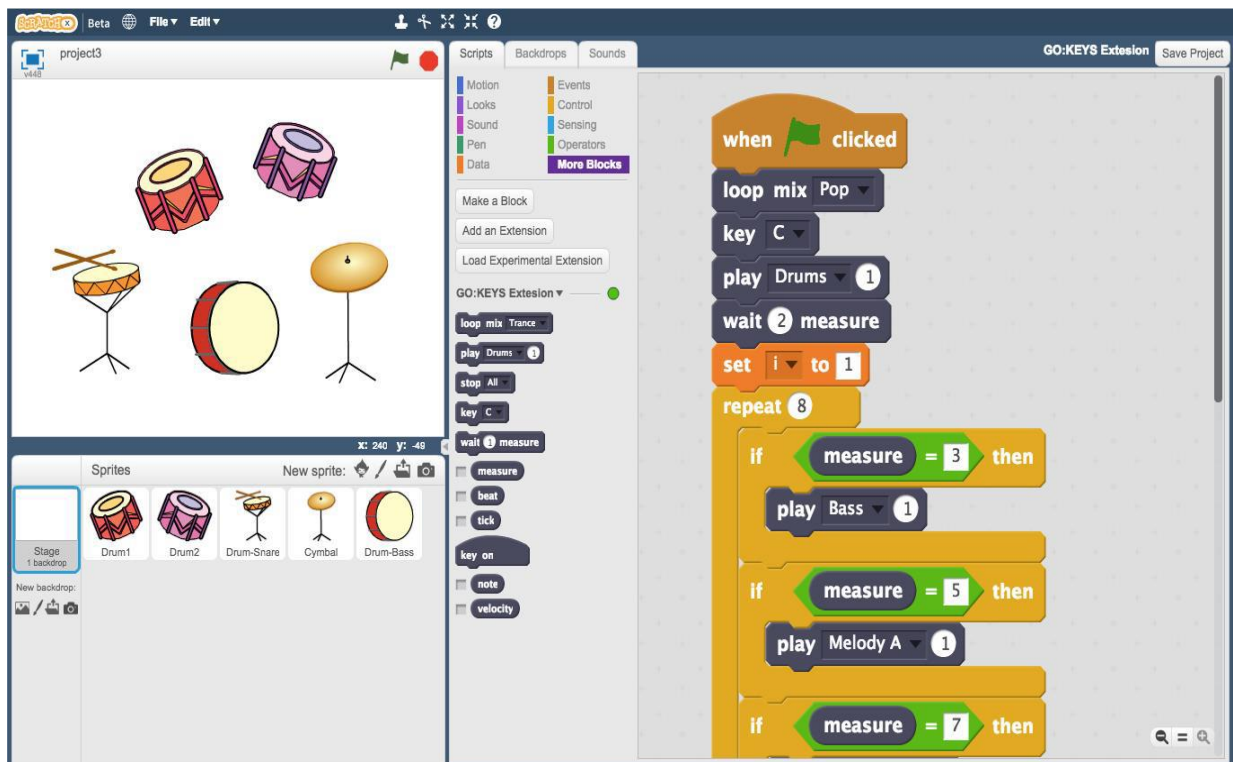 SCRATCHX Beta File Edit
project3
v448
x: 240 y: -49
Sprites New sprite:
Stage
1 backdrop
Drum1 Drum2 Drum-Snare Cymbal Drum-Bass
New backdrop:
Scripts Backdrops Sounds
Motion Events
Looks Control
Sound Sensing
Pen Operators
Data More Blocks
Make a Block
Add an Extension
Load Experimental Extension
GO:KEYS Extesion
loop mix Trance
play Drums 1
stop All
key C
wait 1 measure
measure
beat
tick
key on
note
velocity
GO:KEYS Extesion Save Project
when clicked
loop mix Pop
key C
play Drums 1
wait 2 measure
set i to 1
repeat 8
if measure = 3 then
play Bass 1
if measure = 5 then
play Melody A 1
if measure = 7 then